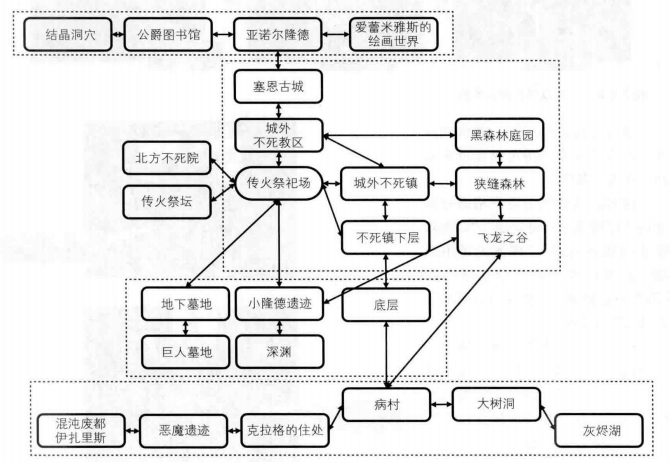 结晶洞穴
公爵图书馆
亚诺尔隆德
爱蕾米雅斯的
绘画世界
塞恩古城
城外
不死教区
黑森林庭园
北方不死院
传火祭祀场
城外不死镇
狭缝森林
传火祭坛
不死镇下层
飞龙之谷
地下墓地
小隆德遗迹
底层
巨人墓地
深渊
病村
大树洞
混沌废都
伊扎里斯
恶魔遗迹
克拉格的住处
灰烬湖